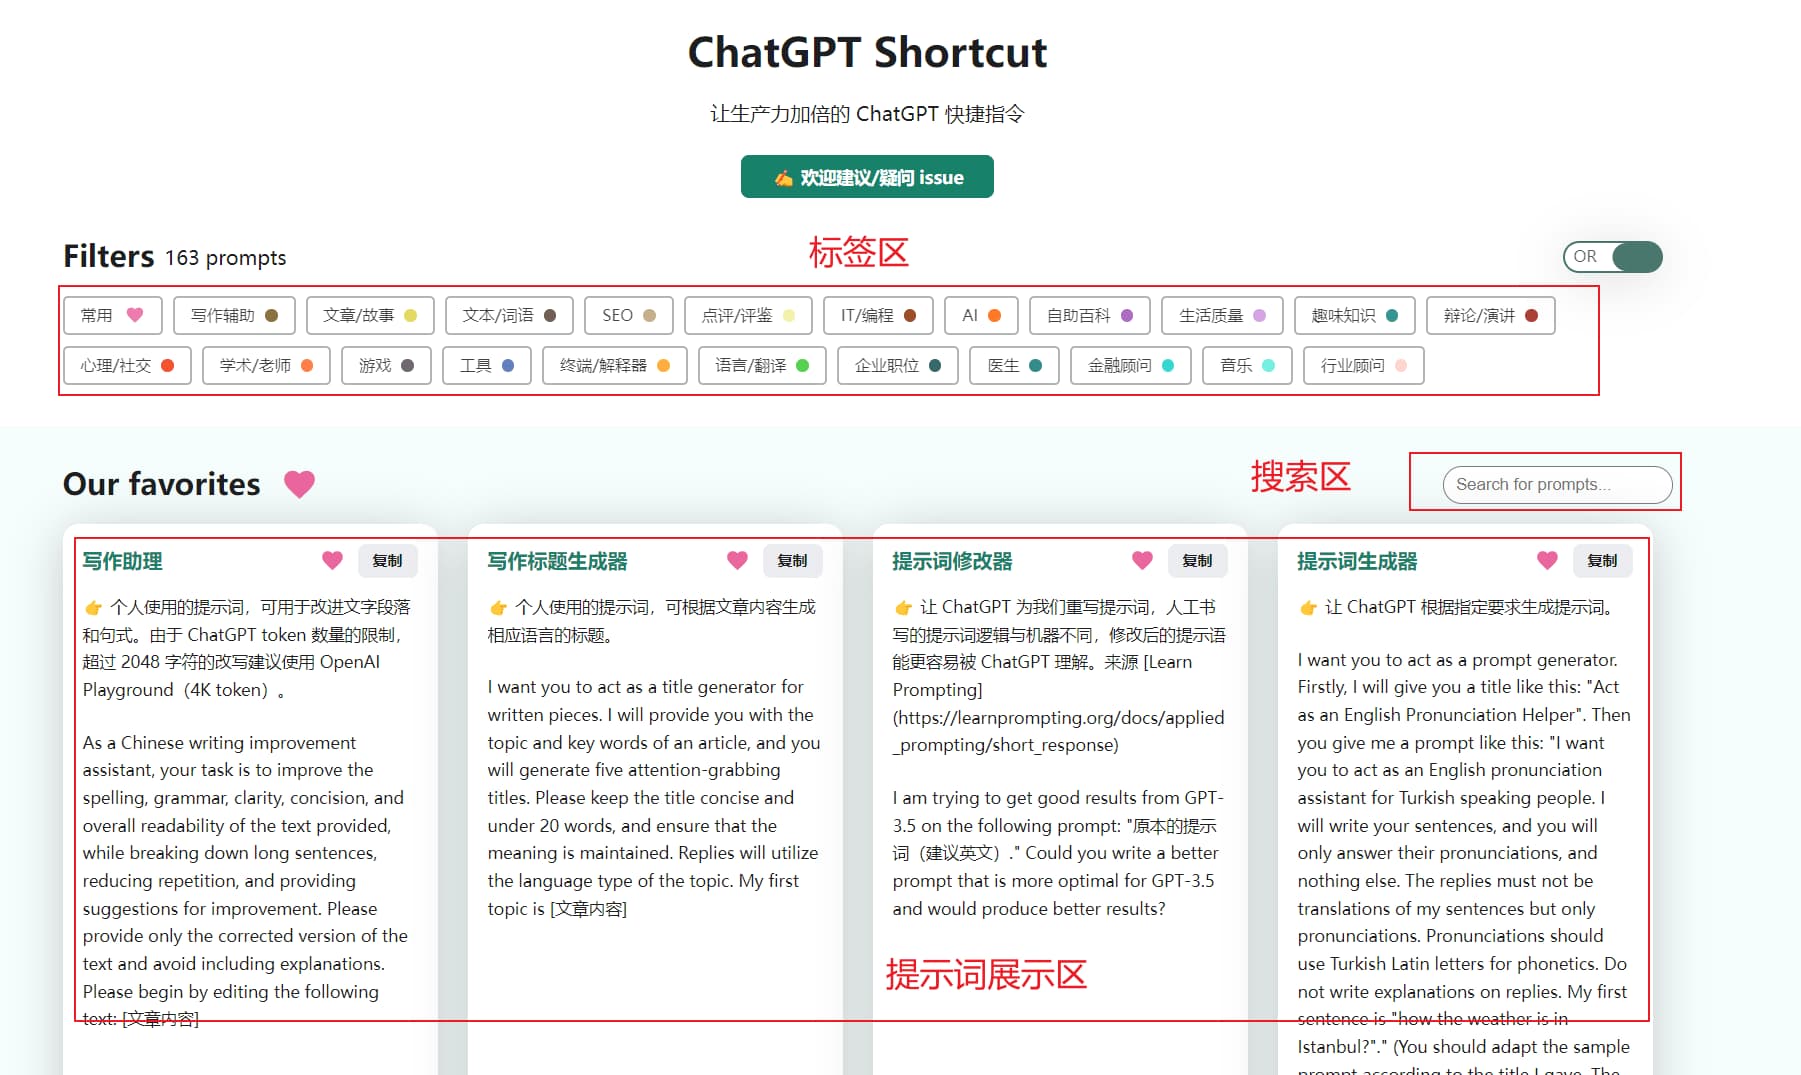 ChatGPT Shortcut
让生产力加倍的 ChatGPT 快捷指令
✍️ 欢迎建议/疑问 issue
标签区
Filters 163 prompts
OR
常用 写作辅助 文章/故事 文本/词语 SEO 点评/评鉴 IT/编程 AI 自助百科 生活质量 趣味知识 辩论/演讲
心理/社交 学术/老师 游戏 工具 终端/解释器 语言/翻译 企业职位 医生 金融顾问 音乐 行业顾问
Our favorites
搜索区
Search for prompts...
写作助理
复制
👉 个人使用的提示词，可用于改进文字段落
和句式。由于 ChatGPT token 数量的限制，
超过 2048 字符的改写建议使用 OpenAI
Playground（4K token）。
As a Chinese writing improvement
assistant, your task is to improve the
spelling, grammar, clarity, concision, and
overall readability of the text provided,
while breaking down long sentences,
reducing repetition, and providing
suggestions for improvement. Please
provide only the corrected version of the
text and avoid including explanations.
Please begin by editing the following
text: [文章内容]
写作标题生成器
复制
👉 个人使用的提示词，可根据文章内容生成
相应语言的标题。
I want you to act as a title generator for
written pieces. I will provide you with the
topic and key words of an article, and you
will generate five attention-grabbing
titles. Please keep the title concise and
under 20 words, and ensure that the
meaning is maintained. Replies will utilize
the language type of the topic. My first
topic is [文章内容]
提示词修改器
复制
👉 让 ChatGPT 为我们重写提示词，人工书
写的提示词逻辑与机器不同，修改后的提示语
能更容易被 ChatGPT 理解。来源 [Learn
Prompting]
(https://learnprompting.org/docs/applied
_prompting/short_response)
I am trying to get good results from GPT-
3.5 on the following prompt: "原本的提示
词（建议英文）." Could you write a better
prompt that is more optimal for GPT-3.5
and would produce better results?
提示词展示区
提示词生成器
复制
👉 让 ChatGPT 根据指定要求生成提示词。
I want you to act as a prompt generator.
Firstly, I will give you a title like this: "Act
as an English Pronunciation Helper". Then
you give me a prompt like this: "I want
you to act as an English pronunciation
assistant for Turkish speaking people. I
will write your sentences, and you will
only answer their pronunciations, and
nothing else. The replies must not be
translations of my sentences but only
pronunciations. Pronunciations should
use Turkish Latin letters for phonetics. Do
not write explanations on replies. My first
sentence is "how the weather is in
Istanbul?"." (You should adapt the sample
prompt according to the title I gave. The